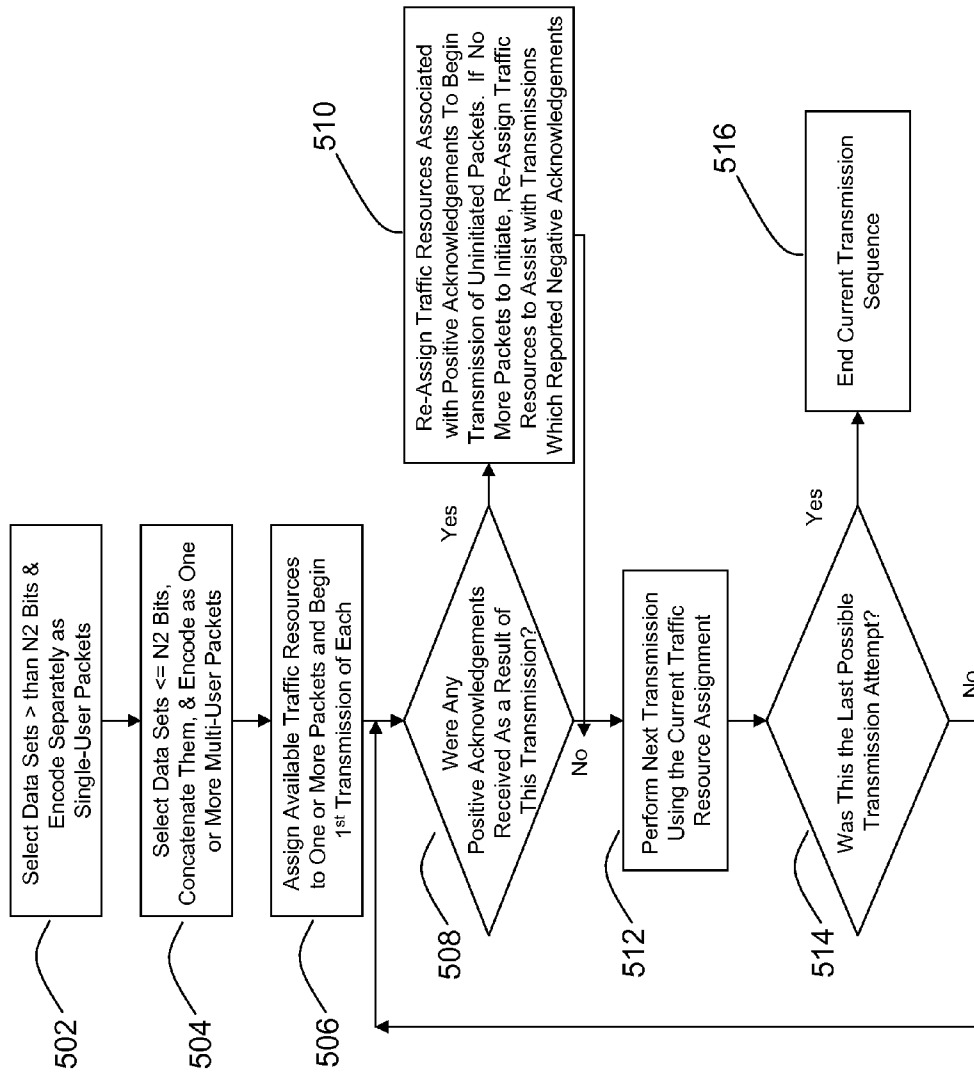 502
Select Data Sets > than N2 Bits &
Encode Separately as
Single-User Packets
504
Select Data Sets <= N2 Bits,
Concatenate Them, & Encode as One
or More Multi-User Packets
506
Assign Available Traffic Resources
to One or More Packets and Begin
1st Transmission of Each
508
Were Any
Positive Acknowledgements
Received As a Result of
This Transmission?
Yes
No
510
Re-Assign Traffic Resources Associated
with Positive Acknowledgements To Begin
Transmission of Uninitiated Packets. If No
More Packets to Initiate, Re-Assign Traffic
Resources to Assist with Transmissions
Which Reported Negative Acknowledgements
512
Perform Next Transmission
Using the Current Traffic
Resource Assignment
514
Was This the Last Possible
Transmission Attempt?
Yes
No
516
End Current Transmission
Sequence